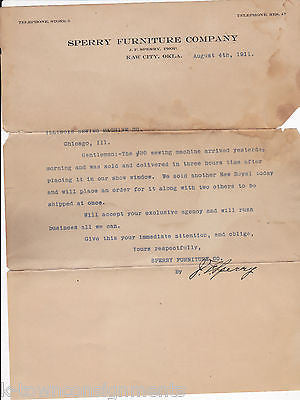 TELEPHONE, STORE 5
TELEPHONE RES. 47
SPERRY FURNITURE COMPANY
J. F. SPERRY, PROP.
KAW CITY, OKLA.
August 4th, 1911.
ILLINOIS SEWING MACHINE CO.
Chicago, Ill.
Gentlemen:-The sewing machine arrived yesterday
morning and was sold and delivered in three hours time after
placing it in our show window. We sold another New Royal today
and will place an order for it along with two others to be
shipped at once.
Will accept your exclusive agency and will rush
business all we can.
Give this your immediate attention, and oblige,
Yours respectfully,
SPERRY FURNITURE CO.
By J. F. Sperry